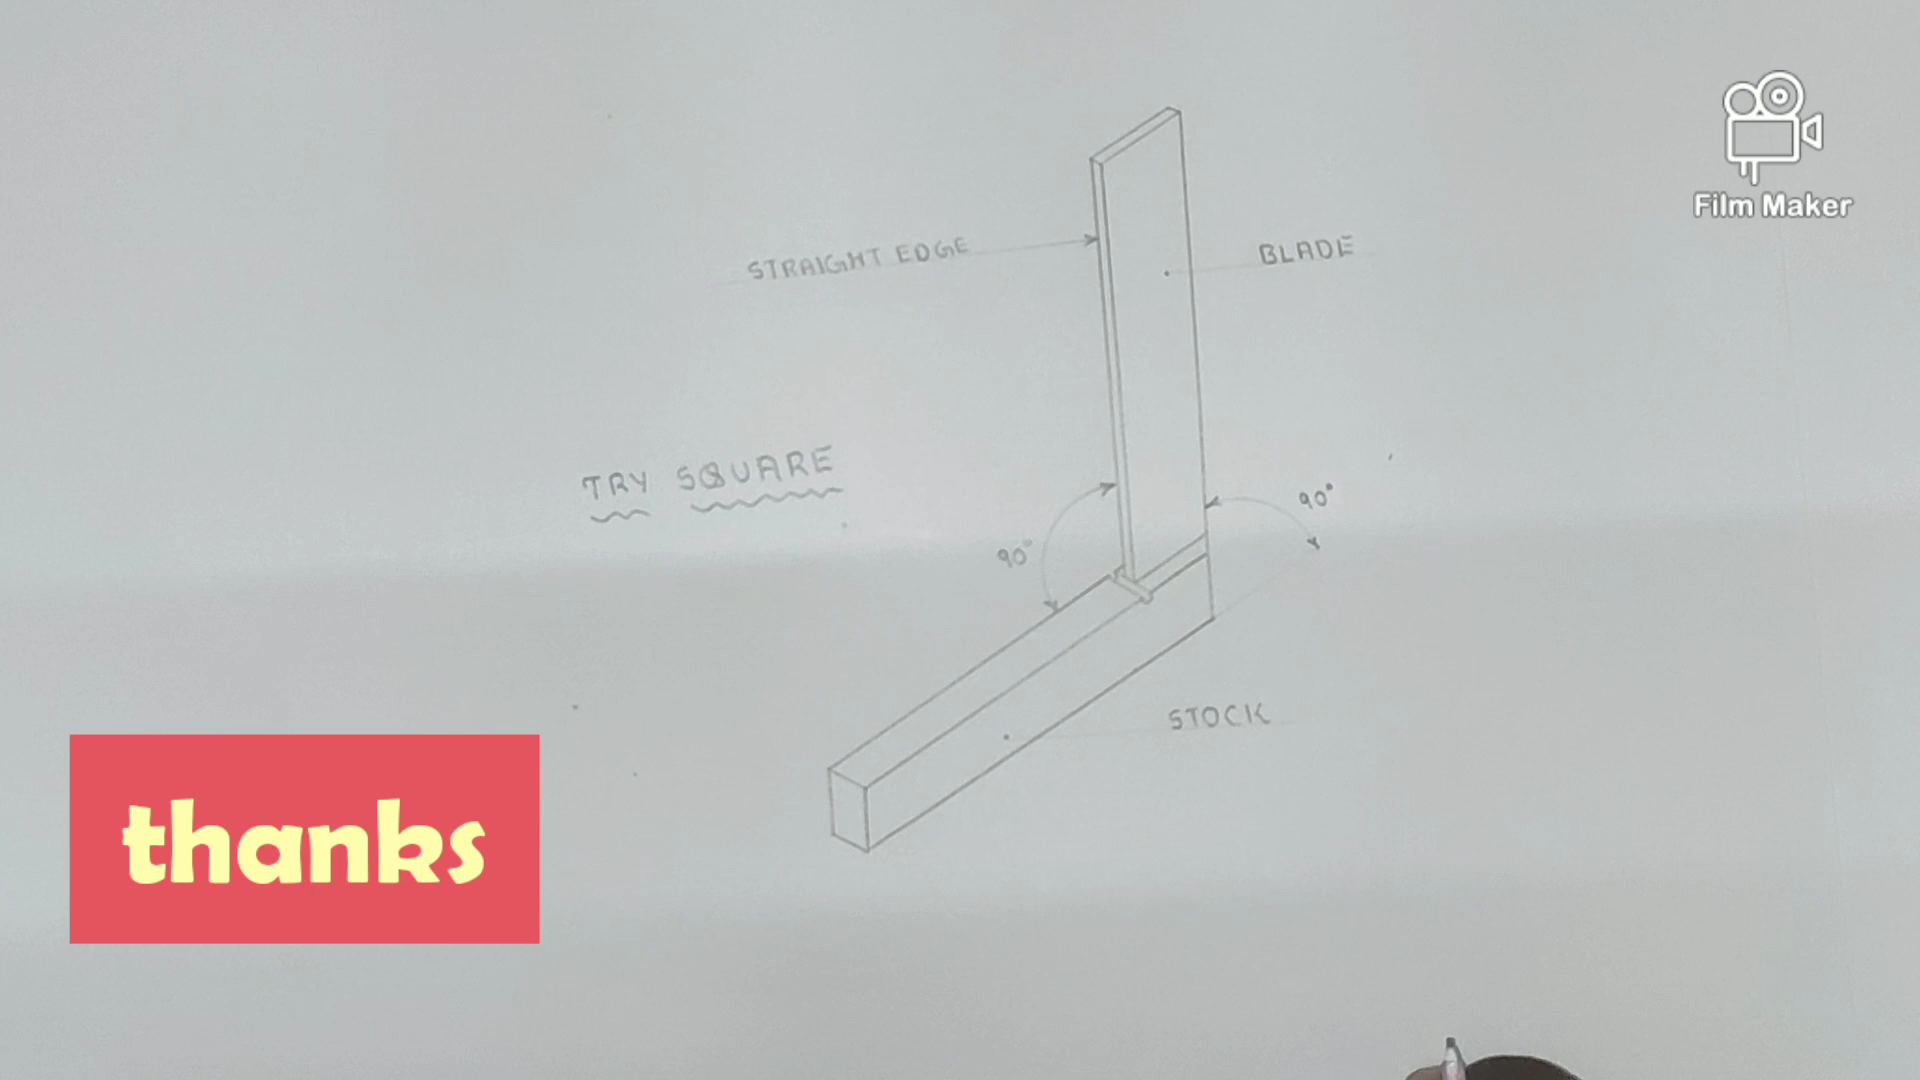 Film Maker
STRAIGHT EDGE
BLADE
TRY SQUARE
90°
90°
STOCK
thanks